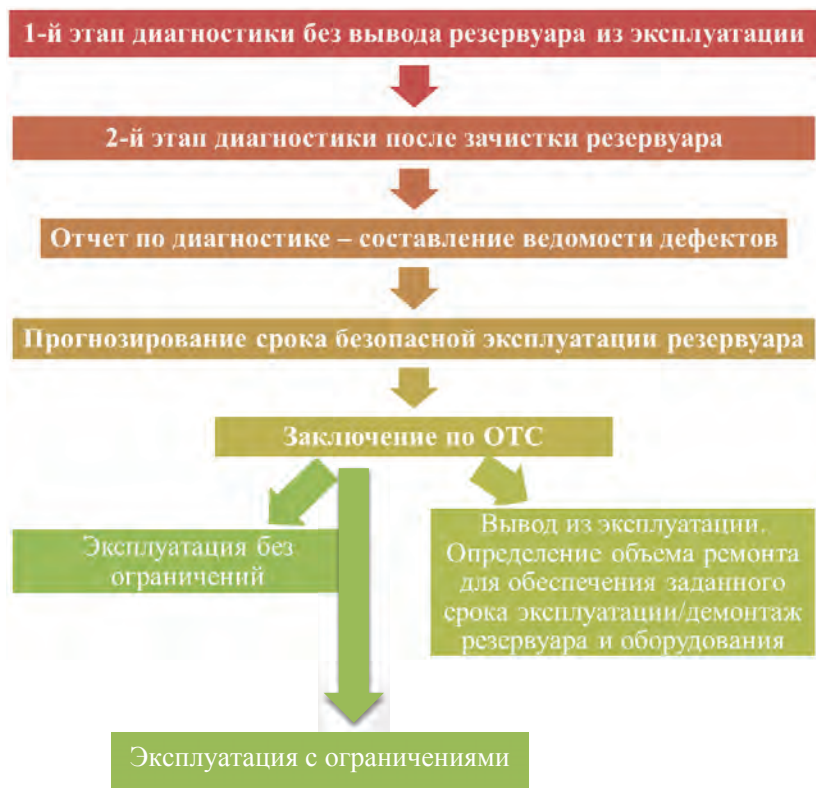 1-й этап диагностики без вывода резервуара из эксплуатации
2-й этап диагностики после зачистки резервуара
Отчет по диагностике – составление ведомости дефектов
Прогнозирование срока безопасной эксплуатации резервуара
Заключение по ОТС
Эксплуатация без
ограничений
Вывод из эксплуатации.
Определение объема ремонта
для обеспечения заданного
срока эксплуатации/демонтаж
резервуара и оборудования
Эксплуатация с ограничениями